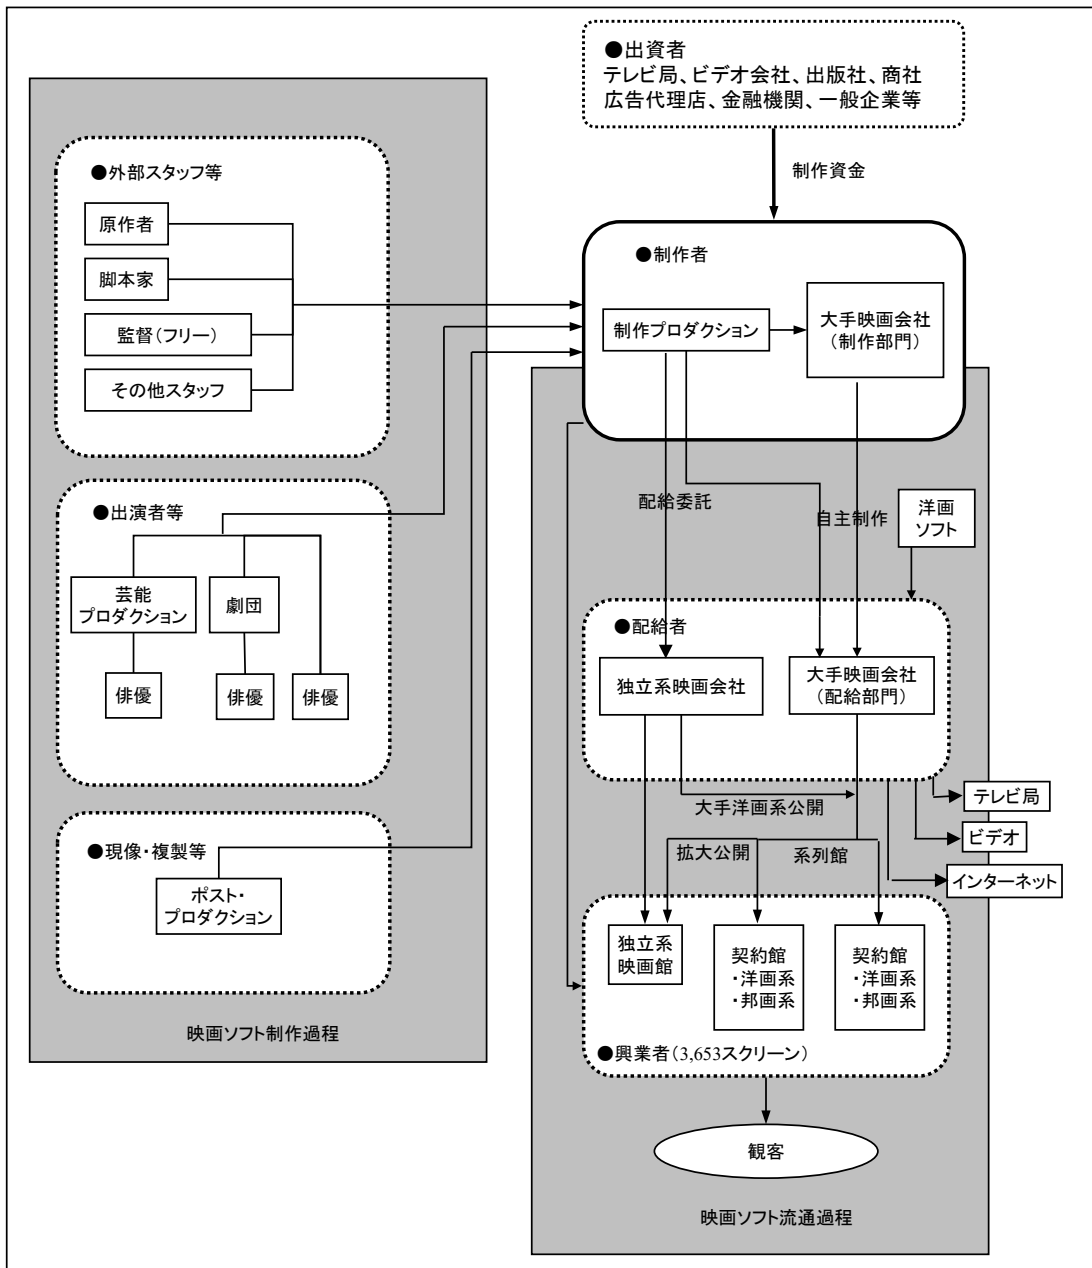 ●出資者
テレビ局、ビデオ会社、出版社、商社
広告代理店、金融機関、一般企業等
制作資金
●外部スタッフ等
原作者
脚本家
監督（フリー）
その他スタッフ
●制作者
制作プロダクション
大手映画会社
（制作部門）
●出演者等
芸能
プロダクション
劇団
俳優
俳優
俳優
配給委託
自主制作
洋画
ソフト
●配給者
独立系映画会社
大手映画会社
（配給部門）
大手洋画系公開
テレビ局
ビデオ
インターネット
●現像・複製等
ポスト・
プロダクション
拡大公開
系列館
独立系
映画館
契約館
・洋画系
・邦画系
契約館
・洋画系
・邦画系
●興業者（3,653スクリーン）
映画ソフト制作過程
観客
映画ソフト流通過程